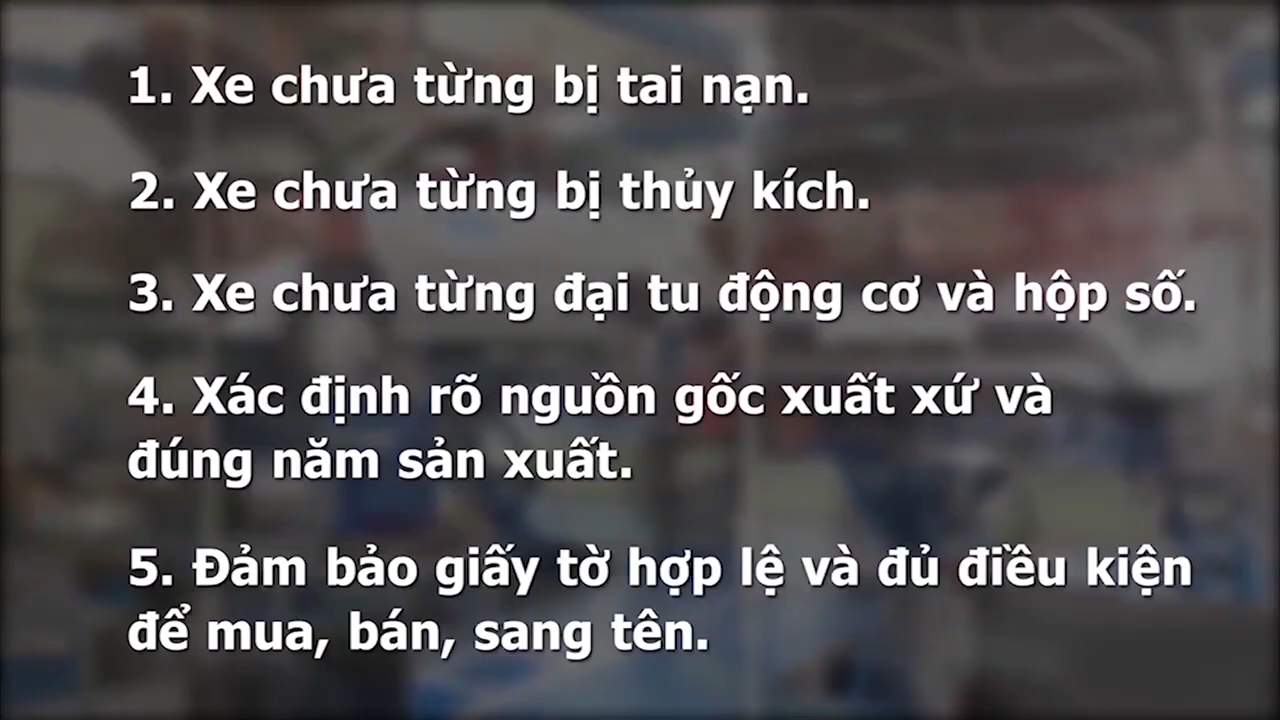 1. Xe chưa từng bị tai nạn.
2. Xe chưa từng bị thủy kích.
3. Xe chưa từng đại tu động cơ và hộp số.
4. Xác định rõ nguồn gốc xuất xứ và
đúng năm sản xuất.
5. Đảm bảo giấy tờ hợp lệ và đủ điều kiện
để mua, bán, sang tên.